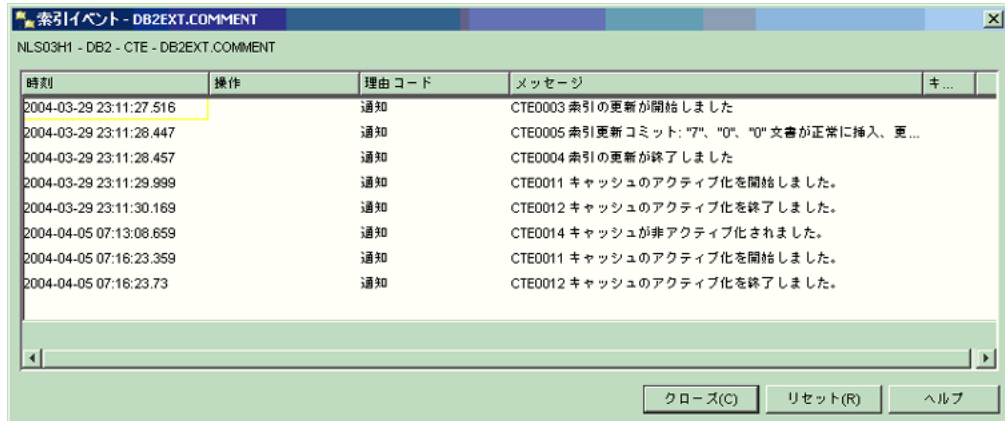 索引イベント - DB2EXT.COMMENT
NLS03H1 - DB2 - CTE - DB2EXT.COMMENT
時刻 操作 理由コード メッセージ キ...
2004-03-29 23:11:27.516 通知 CTE0003 索引の更新が開始しました
2004-03-29 23:11:28.447 通知 CTE0005 索引更新コミット: "7"、"0"、"0" 文書が正常に挿入、更...
2004-03-29 23:11:28.457 通知 CTE0004 索引の更新が終了しました
2004-03-29 23:11:29.999 通知 CTE0011 キャッシュのアクティブ化を開始しました。
2004-03-29 23:11:30.169 通知 CTE0012 キャッシュのアクティブ化を終了しました。
2004-04-05 07:13:08.659 通知 CTE0014 キャッシュが非アクティブ化されました。
2004-04-05 07:16:23.359 通知 CTE0011 キャッシュのアクティブ化を開始しました。
2004-04-05 07:16:23.73 通知 CTE0012 キャッシュのアクティブ化を終了しました。
クローズ(C) リセット(R) ヘルプ